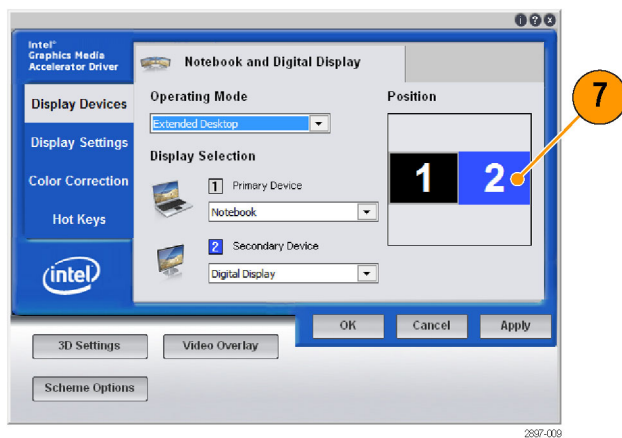 Intel®
Graphics Media
Accelerator Driver
Notebook and Digital Display
Display Devices
Display Settings
Color Correction
Hot Keys
intel
Operating Mode
Extended Desktop
Display Selection
1 Primary Device
Notebook
2 Secondary Device
Digital Display
Position
1 2
7
OK Cancel Apply
3D Settings Video Overlay
Scheme Options
2897-009